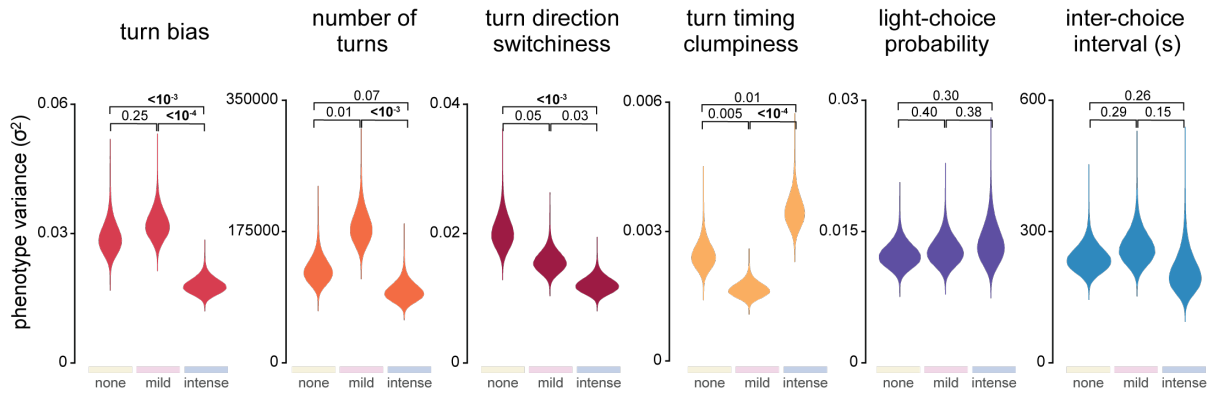 turn bias
number of
turns
turn direction
switchiness
turn timing
clumpiness
light-choice
probability
inter-choice
interval (s)
phenotype variance (σ²)
0.06
0.03
0
<10⁻³
0.25
<10⁻⁴
none
mild
intense
350000
175000
0
0.07
0.01
<10⁻³
none
mild
intense
0.04
0.02
0
<10⁻³
0.05
0.03
none
mild
intense
0.006
0.003
0
0.01
0.005
<10⁻⁴
none
mild
intense
0.03
0.015
0
0.30
0.40
0.38
none
mild
intense
600
300
0
0.26
0.29
0.15
none
mild
intense